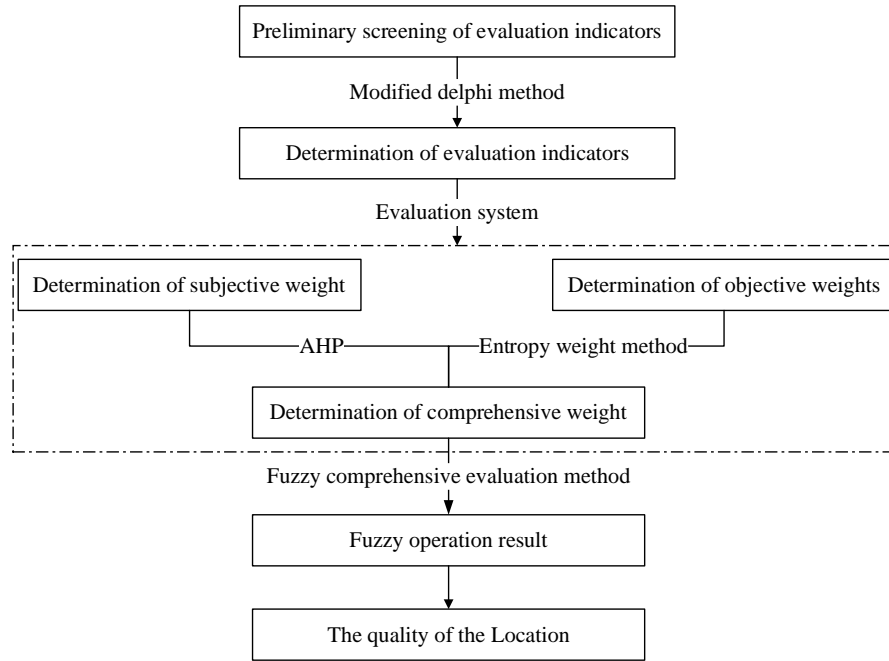 Preliminary screening of evaluation indicators
Modified delphi method
Determination of evaluation indicators
Evaluation system
Determination of subjective weight
Determination of objective weights
AHP
Entropy weight method
Determination of comprehensive weight
Fuzzy comprehensive evaluation method
Fuzzy operation result
The quality of the Location